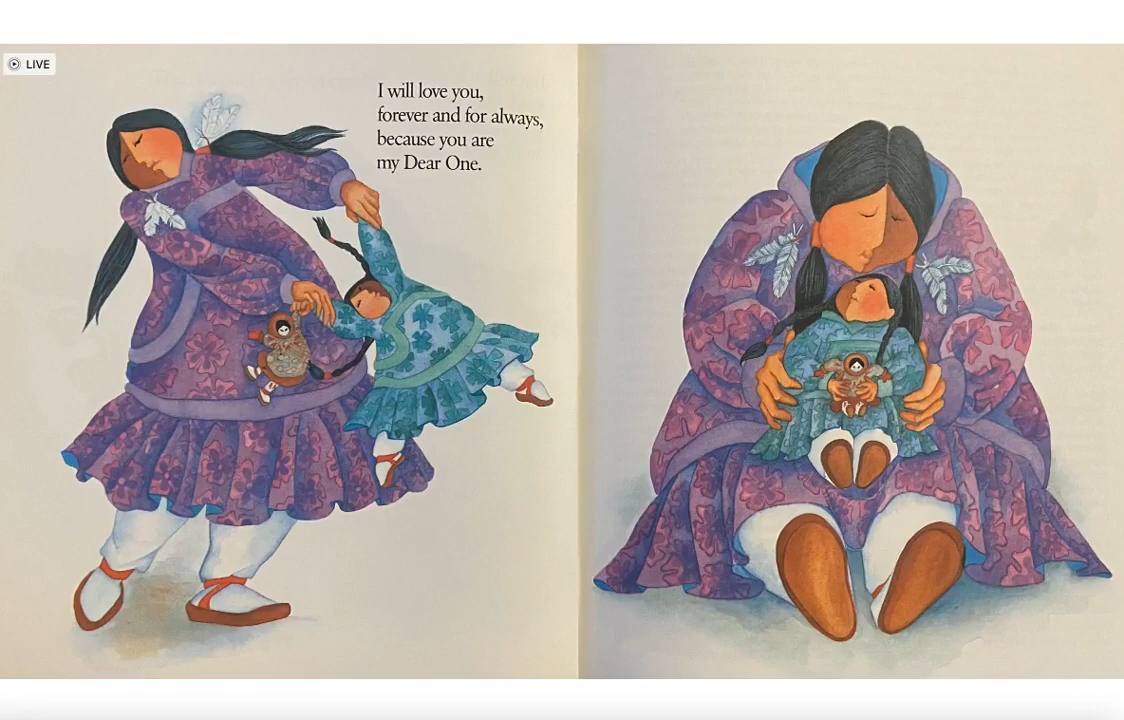 LIVE
I will love you,
forever and for always,
because you are
my Dear One.